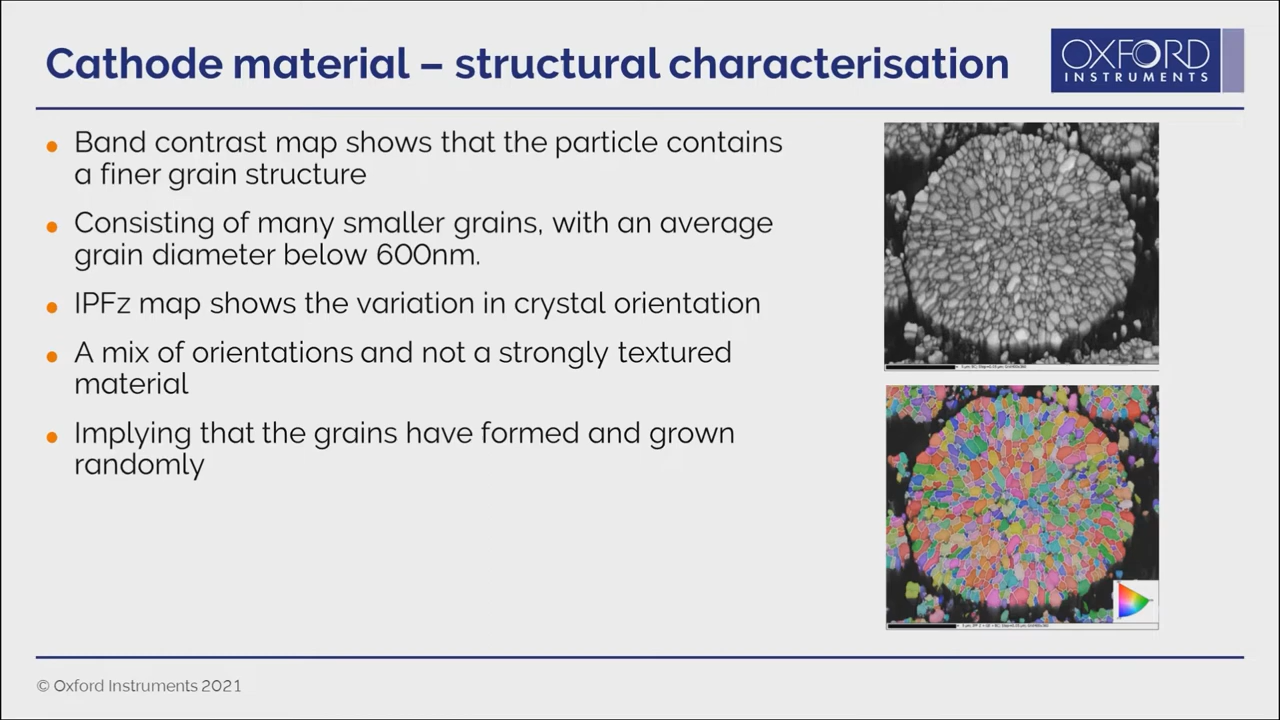 Cathode material – structural characterisation
OXFORD
INSTRUMENTS
Band contrast map shows that the particle contains
a finer grain structure
Consisting of many smaller grains, with an average
grain diameter below 600nm.
IPFz map shows the variation in crystal orientation
A mix of orientations and not a strongly textured
material
Implying that the grains have formed and grown
randomly
© Oxford Instruments 2021